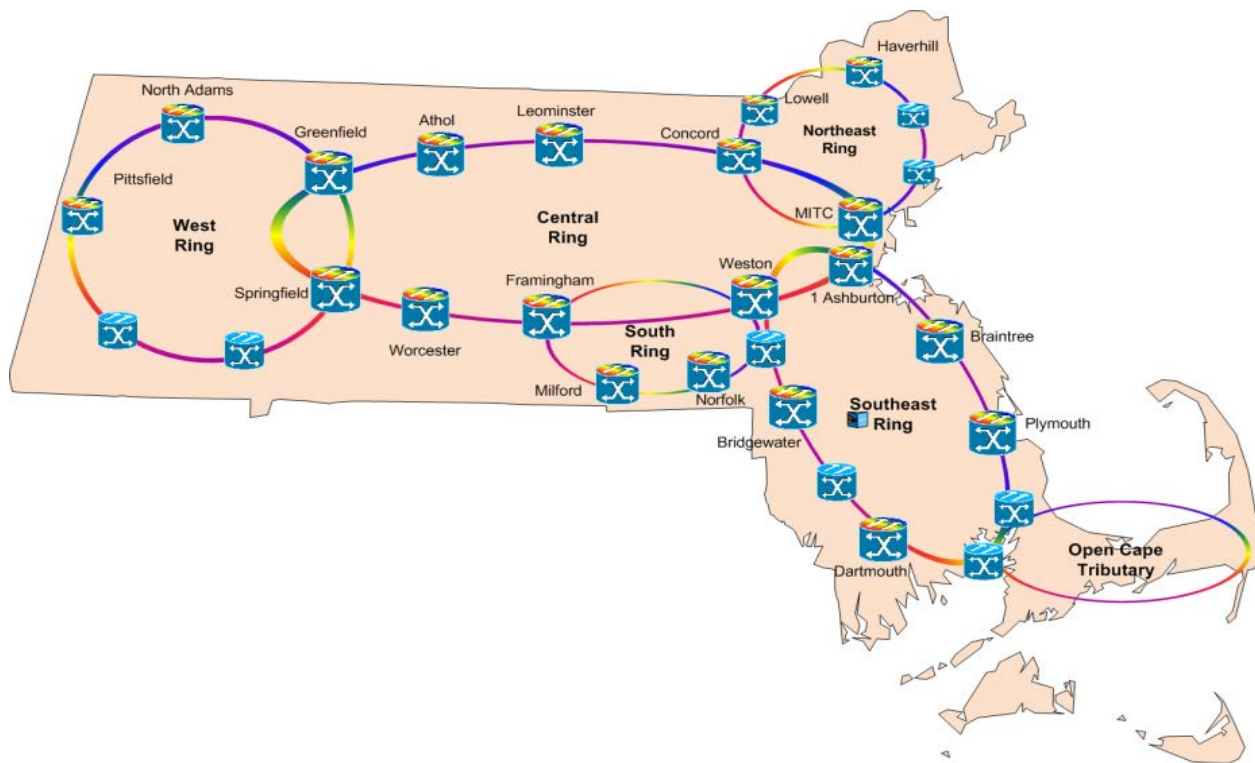 Haverhill
North Adams
Lowell
Leominster
Athol
Greenfield
Concord
Northeast
Ring
Pittsfield
MITC
West
Ring
Central
Ring
Weston
Framingham
Springfield
1 Ashburton
South
Ring
Worcester
Braintree
Milford
Norfolk
Southeast
Ring
Plymouth
Bridgewater
Open Cape
Tributary
Dartmouth